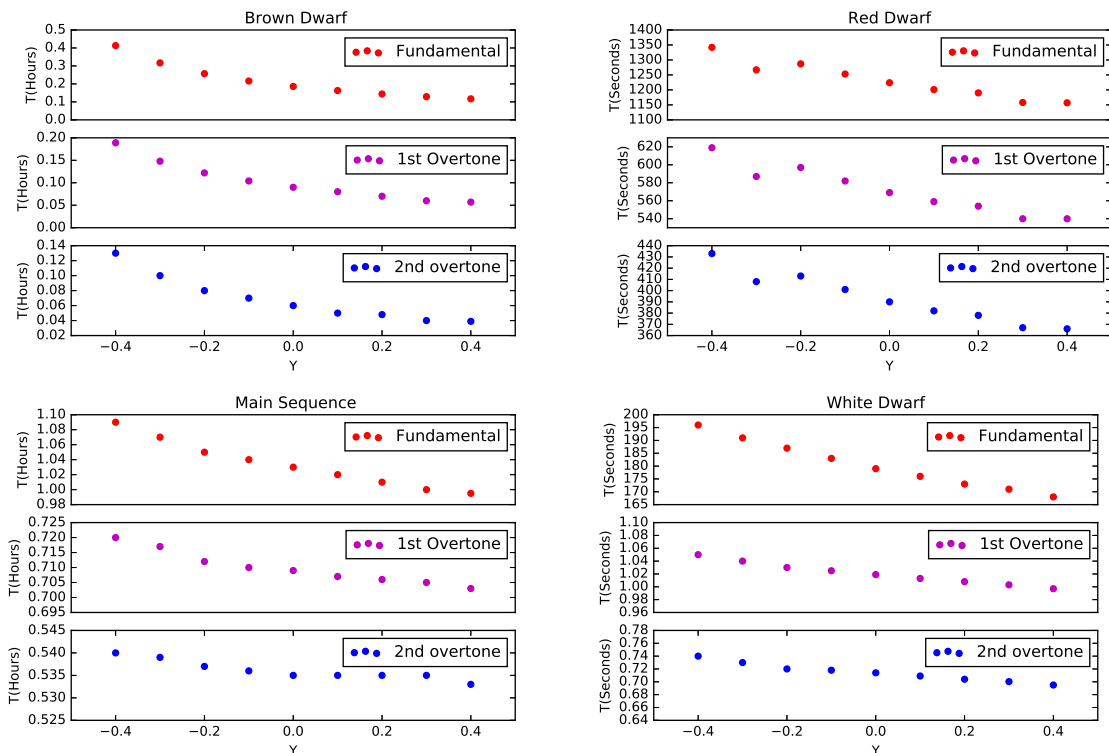 Brown Dwarf
T(Hours)
0.5
0.4
0.3
0.2
0.1
0.0
Fundamental
T(Hours)
0.20
0.15
0.10
0.05
0.00
1st Overtone
T(Hours)
0.14
0.12
0.10
0.08
0.06
0.04
0.02
2nd overtone
−0.4 −0.2 0.0 0.2 0.4
Y
Red Dwarf
T(Seconds)
1400
1350
1300
1250
1200
1150
1100
Fundamental
T(Seconds)
620
600
580
560
540
1st Overtone
T(Seconds)
440
430
420
410
400
390
380
370
360
2nd overtone
−0.4 −0.2 0.0 0.2 0.4
Y
Main Sequence
T(Hours)
1.10
1.08
1.06
1.04
1.02
1.00
0.98
Fundamental
T(Hours)
0.725
0.720
0.715
0.710
0.705
0.700
0.695
1st Overtone
T(Hours)
0.545
0.540
0.535
0.530
0.525
2nd overtone
−0.4 −0.2 0.0 0.2 0.4
Y
White Dwarf
T(Seconds)
200
195
190
185
180
175
170
165
Fundamental
T(Seconds)
1.10
1.08
1.06
1.04
1.02
1.00
0.98
0.96
1st Overtone
T(Seconds)
0.78
0.76
0.74
0.72
0.70
0.68
0.66
0.64
2nd overtone
−0.4 −0.2 0.0 0.2 0.4
Y